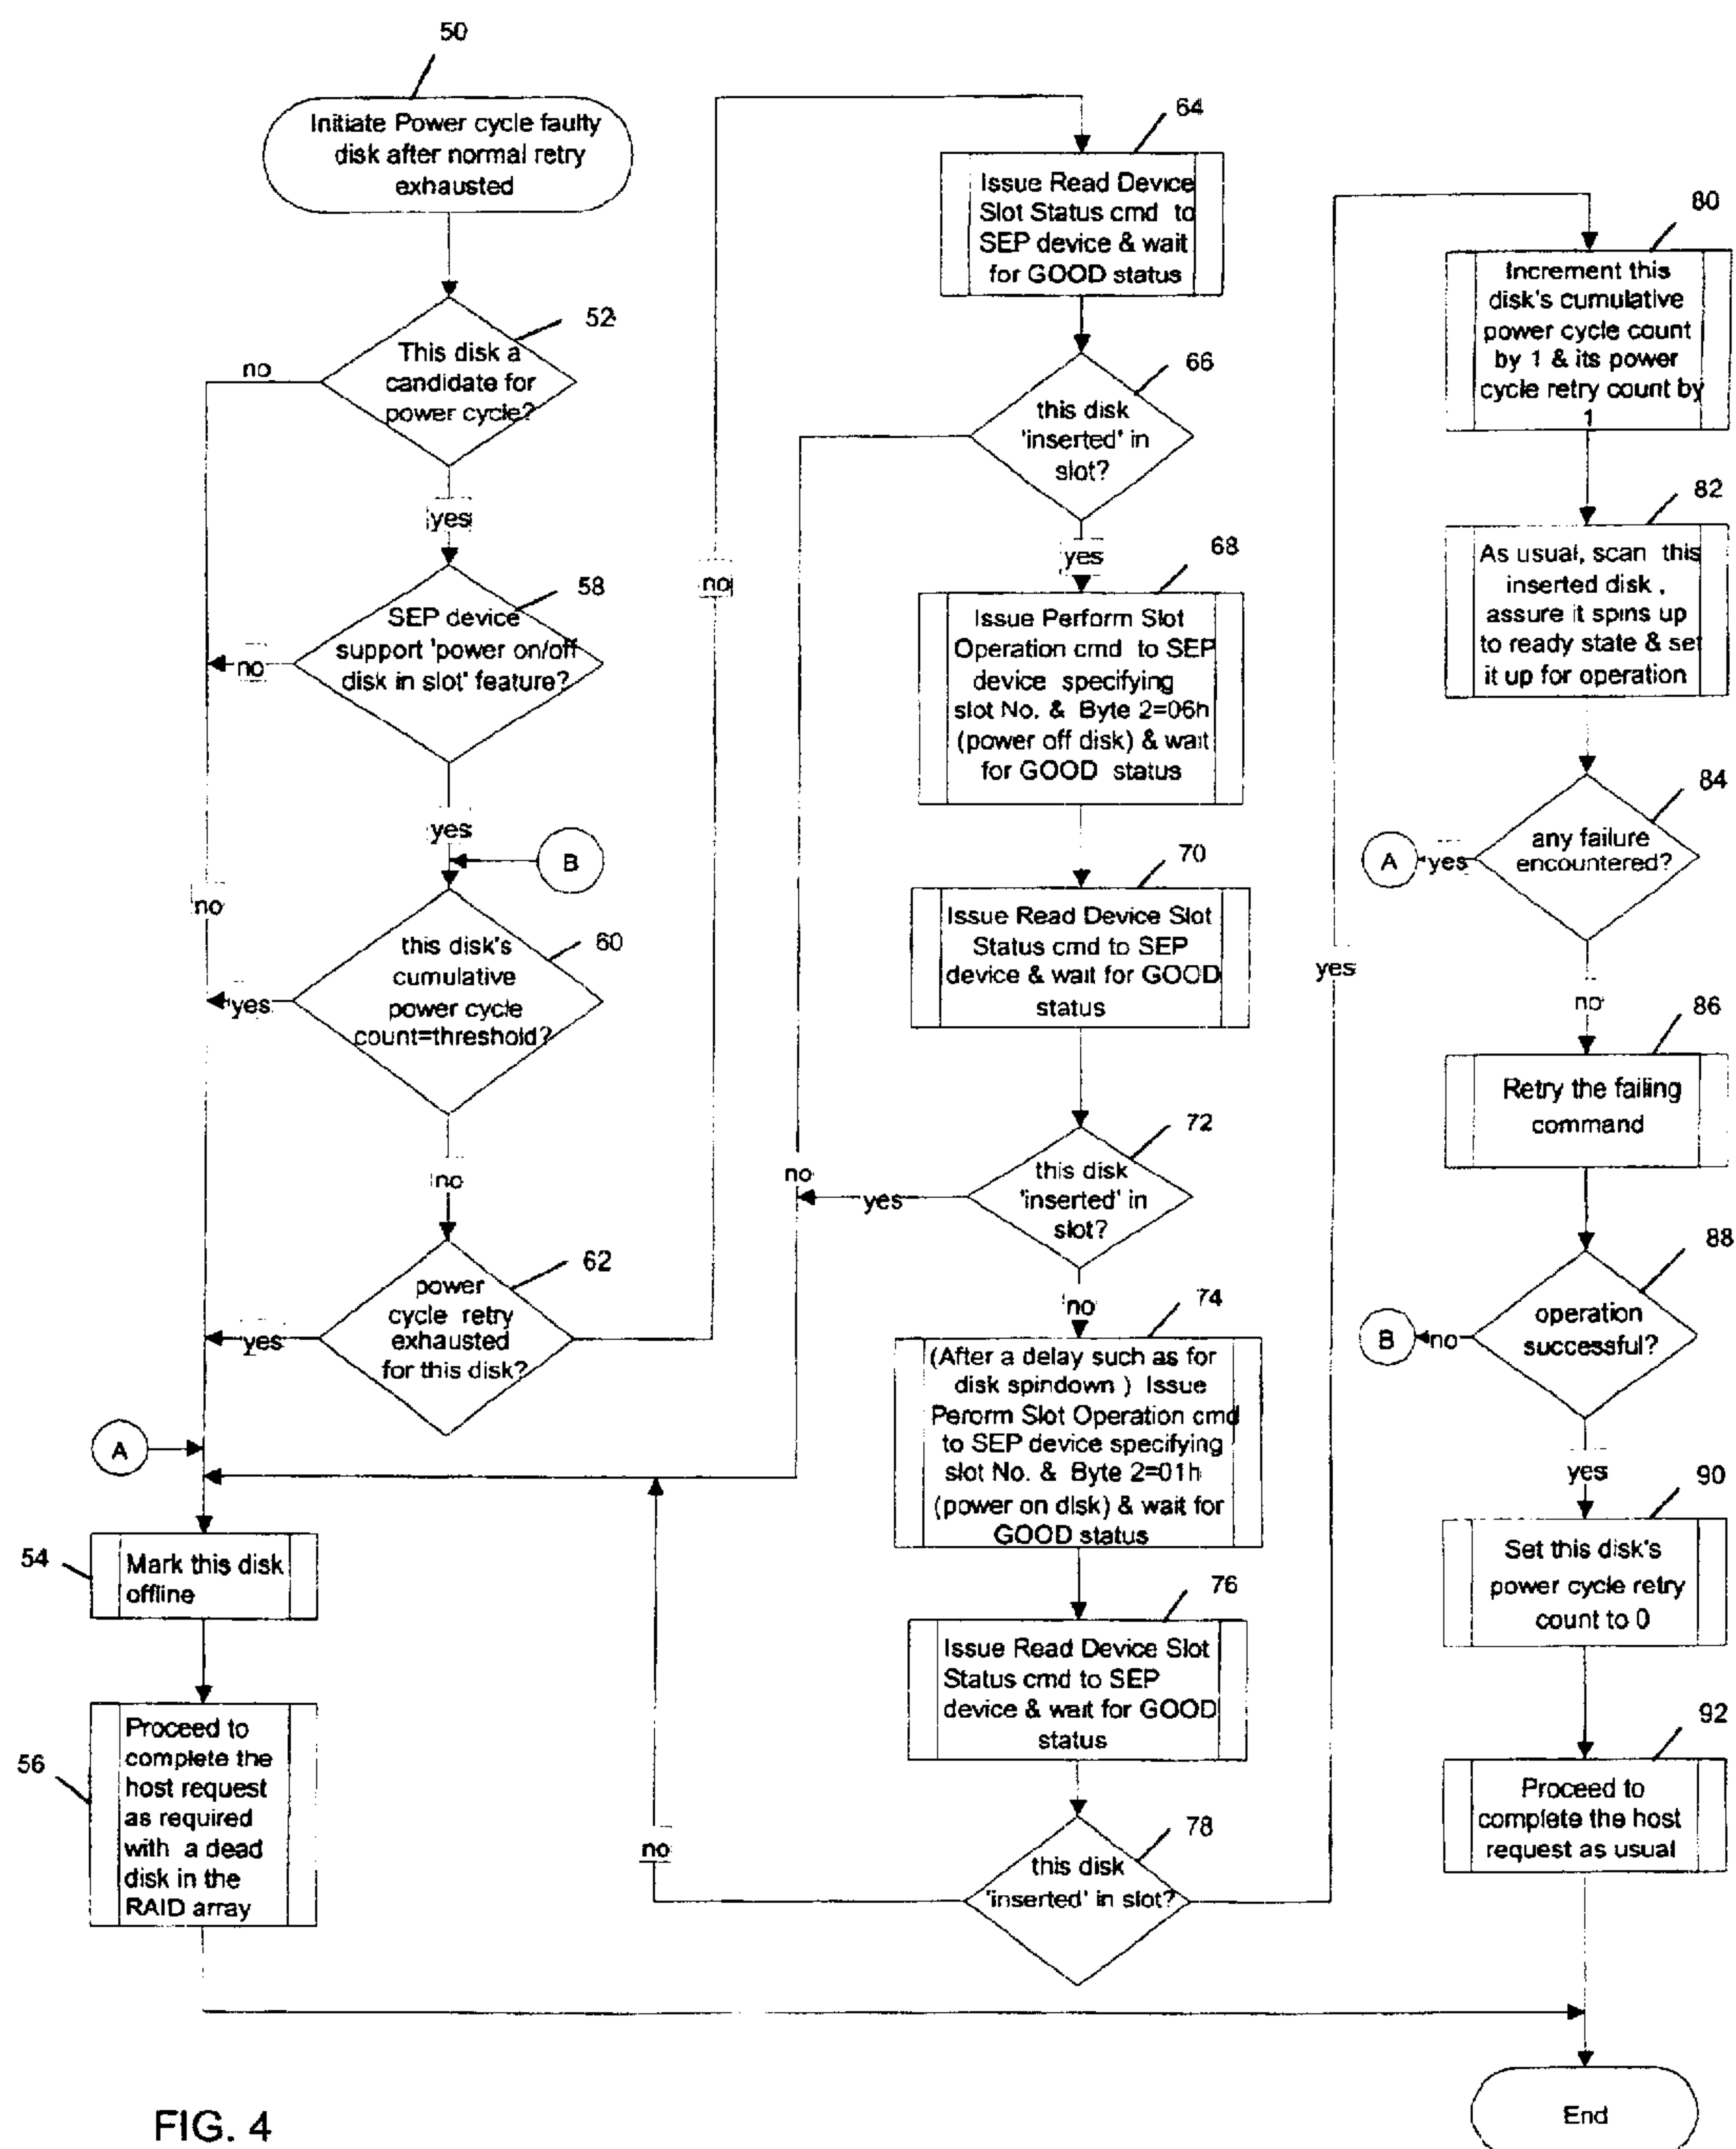 50
Initiate Power cycle faulty
disk after normal retry
exhausted
52
This disk a
candidate for
power cycle?
no
yes
58
SEP device
support 'power on/off
disk in slot' feature?
no
yes
B
60
this disk's
cumulative
power cycle
count=threshold?
no
yes
no
62
power
cycle retry
exhausted
for this disk?
yes
no
A
54
Mark this disk
offline
56
Proceed to
complete the
host request
as required
with a dead
disk in the
RAID array
64
Issue Read Device
Slot Status cmd to
SEP device & wait
for GOOD status
66
this disk
'inserted' in
slot?
yes
68
Issue Perform Slot
Operation cmd to SEP
device specifying
slot No. & Byte 2=06h
(power off disk) & wait
for GOOD status
70
Issue Read Device Slot
Status cmd to SEP
device & wait for GOOD
status
72
this disk
'inserted' in
slot?
no
yes
no
74
(After a delay such as for
disk spindown ) Issue
Perorm Slot Operation cmd
to SEP device specifying
slot No. & Byte 2=01h
(power on disk) & wait for
GOOD status
76
Issue Read Device Slot
Status cmd to SEP
device & wait for GOOD
status
78
this disk
'inserted' in slot?
no
yes
80
Increment this
disk's cumulative
power cycle count
by 1 & its power
cycle retry count by
1
82
As usual, scan this
inserted disk ,
assure it spins up
to ready state & set
it up for operation
84
any failure
encountered?
A
yes
no
86
Retry the failing
command
88
operation
successful?
B
no
yes
90
Set this disk's
power cycle retry
count to 0
92
Proceed to
complete the host
request as usual
End
FIG. 4